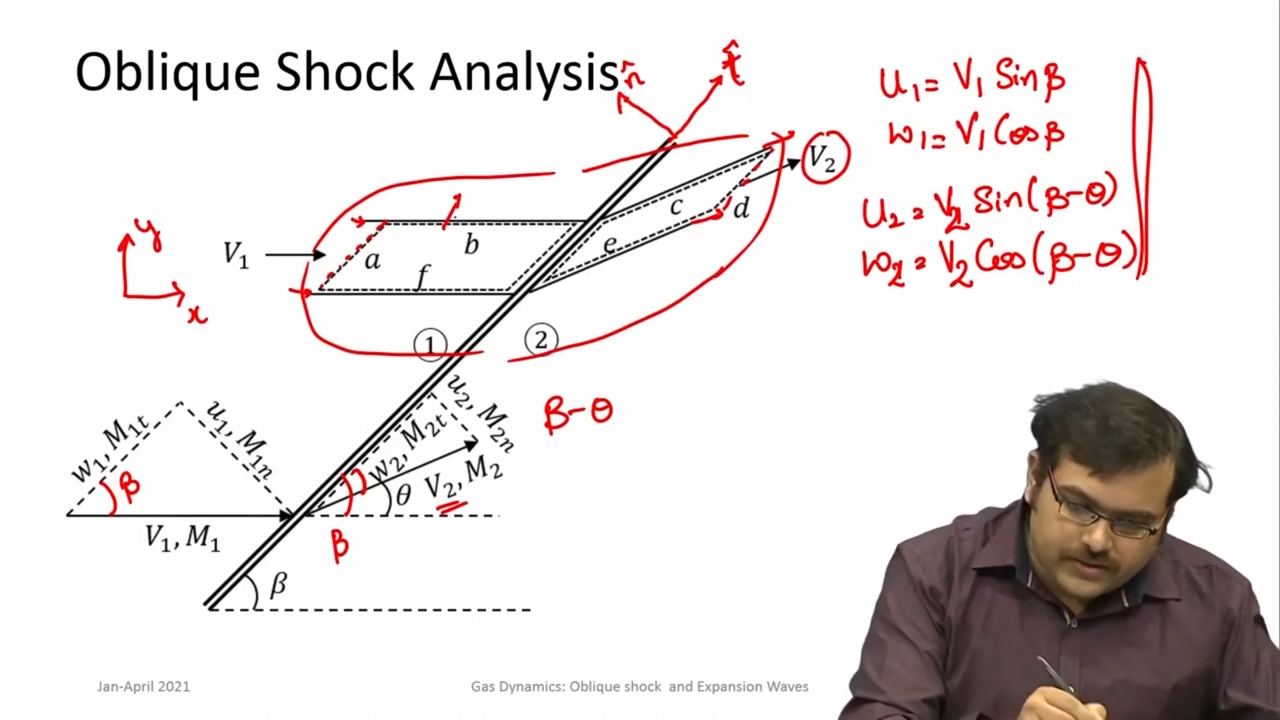 Oblique Shock Analysis
n̂
t̂
u₁ = V₁ Sinβ
w₁ = V₁ Cosβ
u₂ = V₂ Sin(β-θ)
w₂ = V₂ Cos(β-θ)
y
x
V₁
a
b
f
c
d
e
V₂
①
②
w₁, M₁ₜ
u₁, M₁ₙ
β
V₁, M₁
u₂, M₂ₙ
w₂, M₂ₜ
β-θ
θ
V₂, M₂
β
β
Jan-April 2021
Gas Dynamics: Oblique shock and Expansion Waves